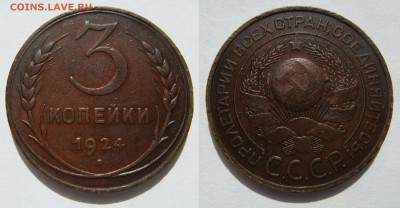 COINS.LAVE.RU
3
КОПЕЙКИ
1924
ПРОЛЕТАРИИ ВСЕХ СТРАН, СОЕДИНЯЙТЕСЬ!
С.С.С.Р.